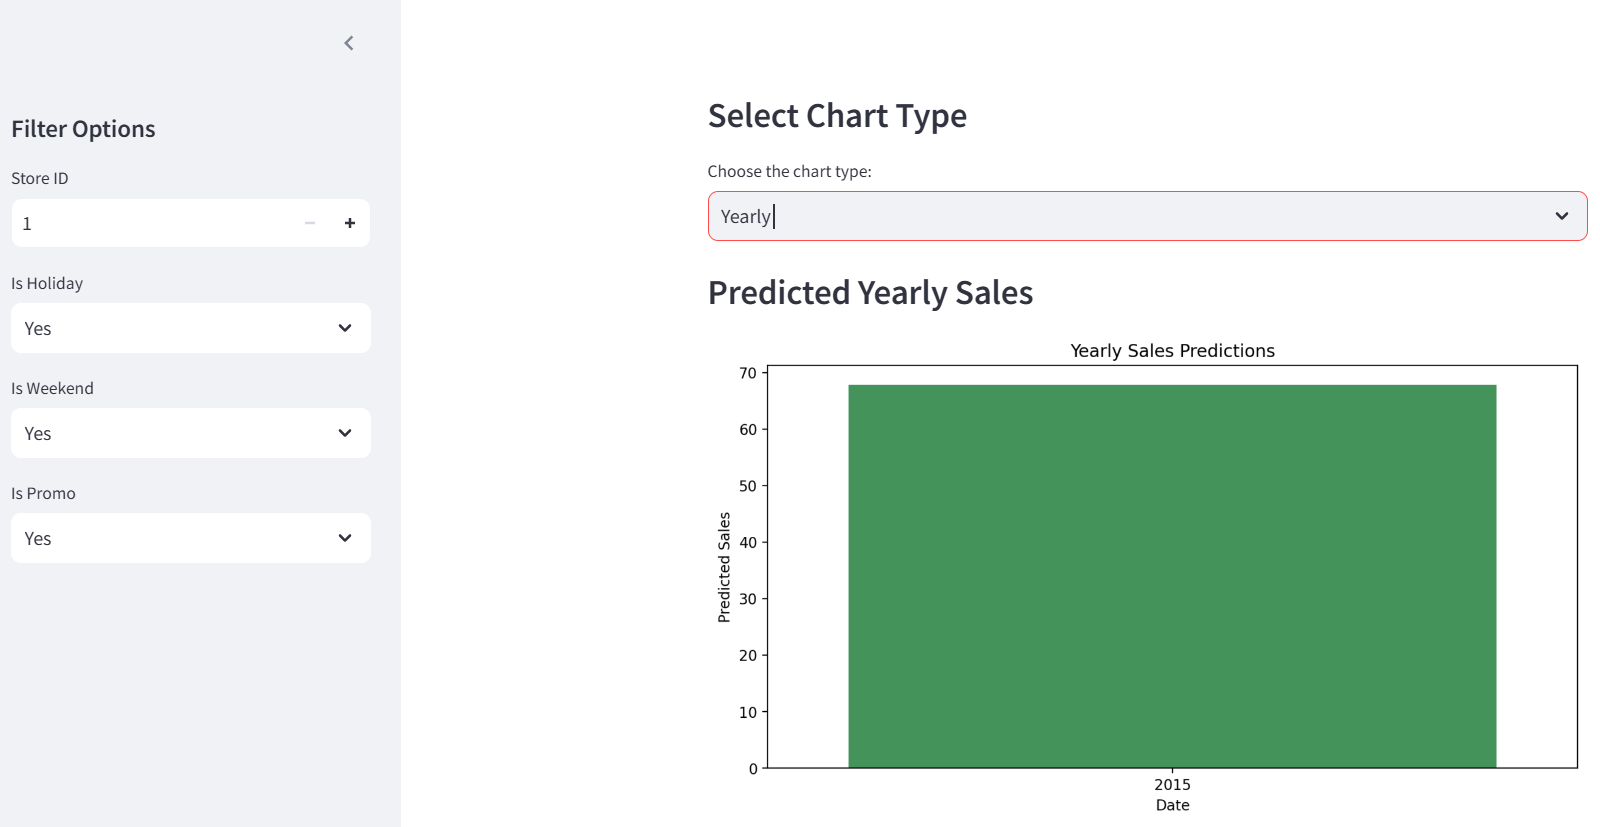 Filter Options
Store ID
1
Is Holiday
Yes
Is Weekend
Yes
Is Promo
Yes
Select Chart Type
Choose the chart type:
Yearly
Predicted Yearly Sales
Yearly Sales Predictions
70
60
50
40
30
20
10
0
Predicted Sales
2015
Date